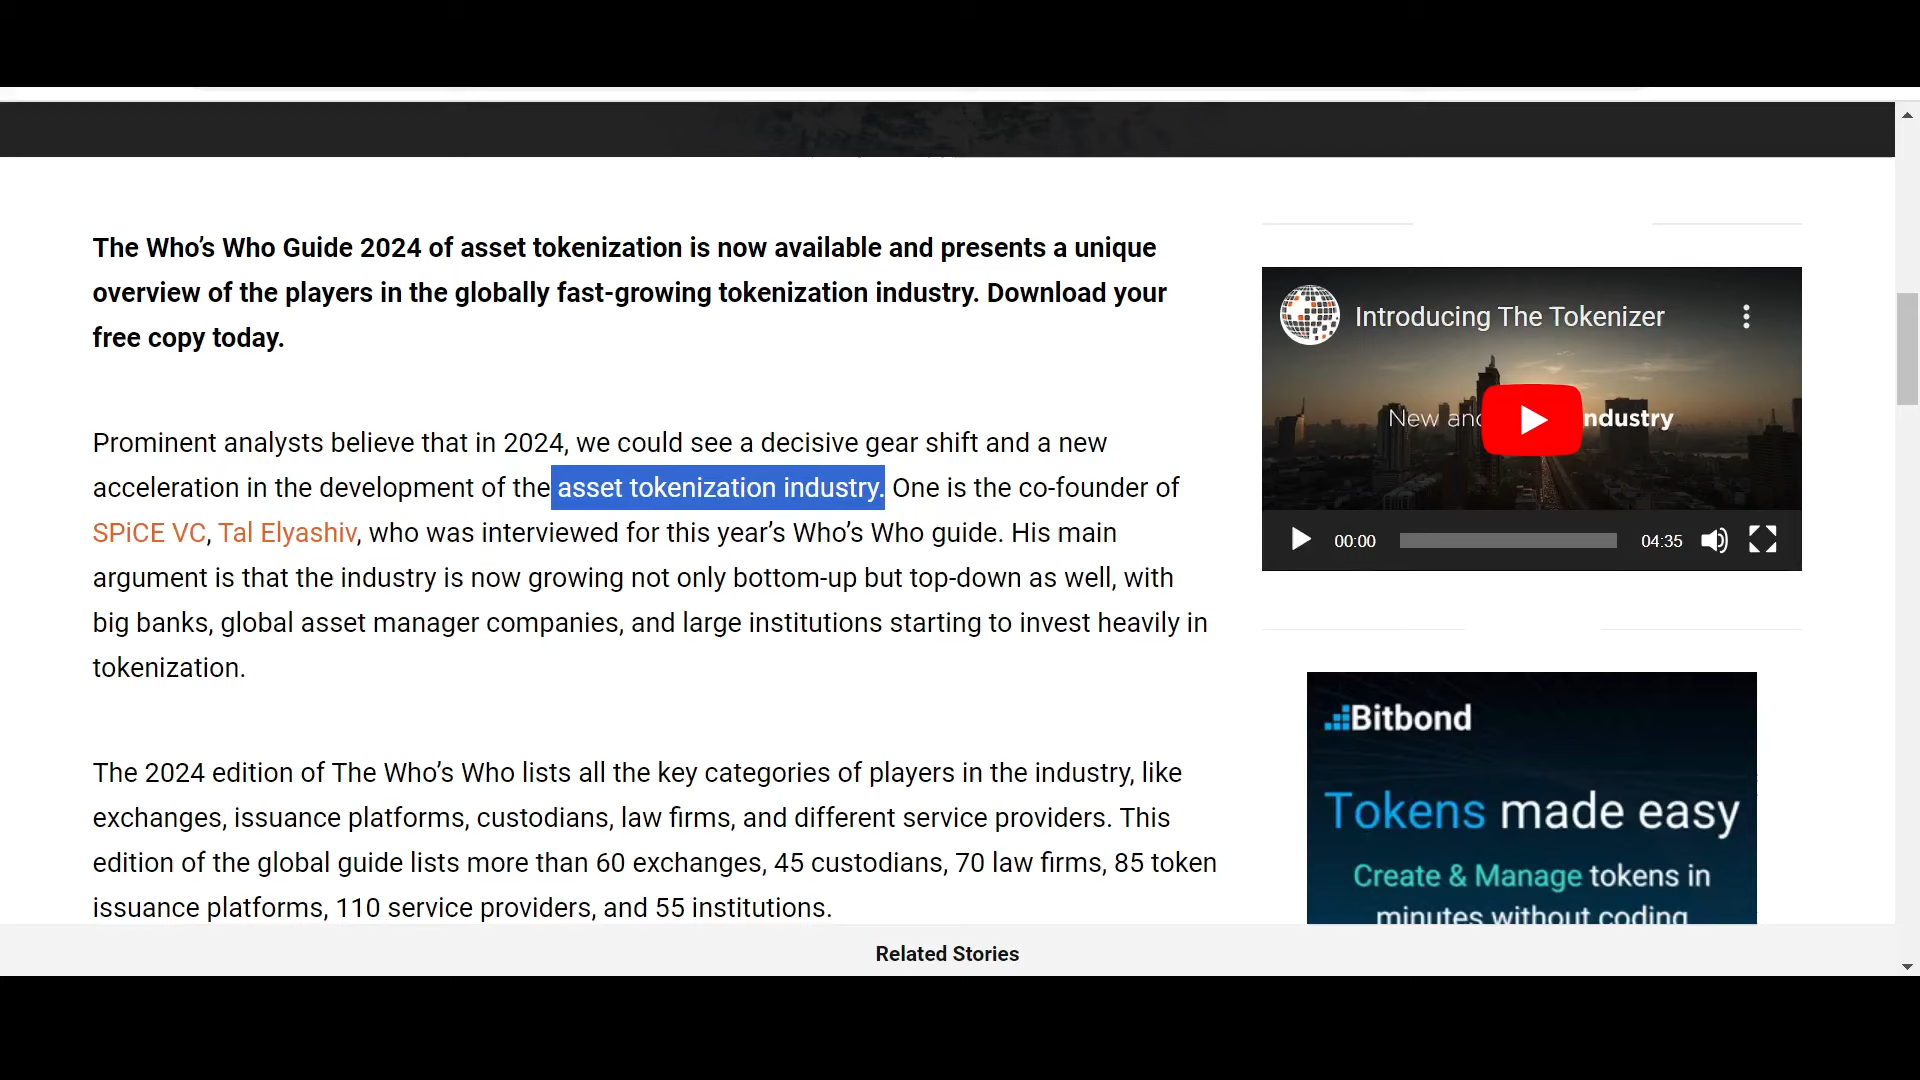 The Who’s Who Guide 2024 of asset tokenization is now available and presents a unique
overview of the players in the globally fast-growing tokenization industry. Download your
free copy today.
Prominent analysts believe that in 2024, we could see a decisive gear shift and a new
acceleration in the development of the asset tokenization industry. One is the co-founder of
SPiCE VC, Tal Elyashiv, who was interviewed for this year’s Who’s Who guide. His main
argument is that the industry is now growing not only bottom-up but top-down as well, with
big banks, global asset manager companies, and large institutions starting to invest heavily in
tokenization.
The 2024 edition of The Who’s Who lists all the key categories of players in the industry, like
exchanges, issuance platforms, custodians, law firms, and different service providers. This
edition of the global guide lists more than 60 exchanges, 45 custodians, 70 law firms, 85 token
issuance platforms, 110 service providers, and 55 institutions.
Introducing The Tokenizer
New and ndustry
00:00 04:35
Bitbond
Tokens made easy
Create & Manage tokens in
minutes without coding
Related Stories